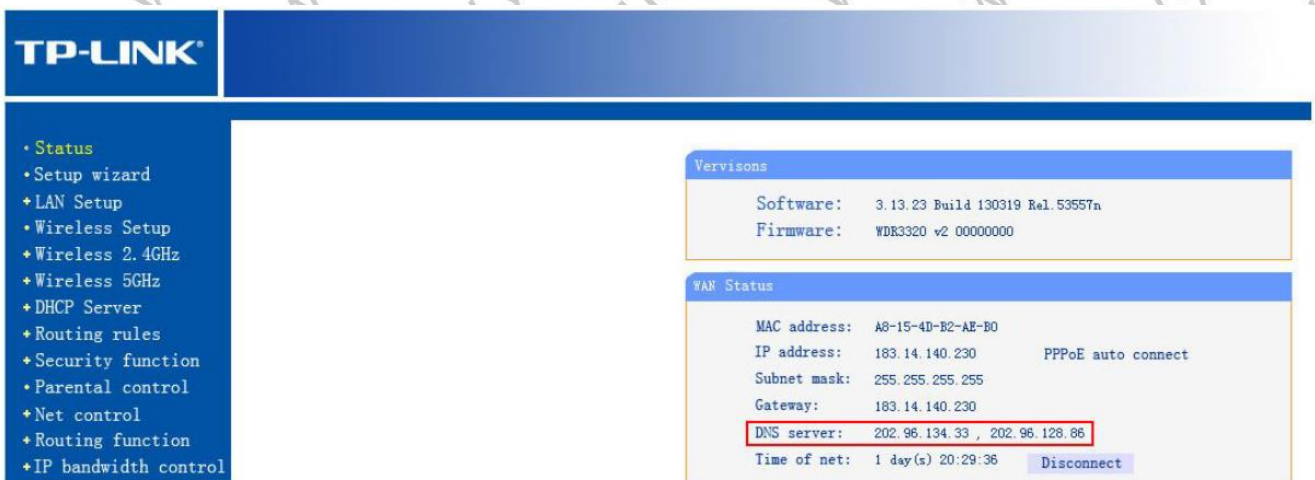 TP-LINK®
• Status
• Setup wizard
+ LAN Setup
• Wireless Setup
+ Wireless 2.4GHz
+ Wireless 5GHz
+ DHCP Server
+ Routing rules
+ Security function
• Parental control
+ Net control
+ Routing function
+ IP bandwidth control
Vervisons
Software: 3.13.23 Build 130319 Rel.53557n
Firmware: WDR3320 v2 00000000
WAN Status
MAC address: A8-15-4D-B2-AE-B0
IP address: 183.14.140.230 PPPoE auto connect
Subnet mask: 255.255.255.255
Gateway: 183.14.140.230
DNS server: 202.96.134.33 , 202.96.128.86
Time of net: 1 day(s) 20:29:36 Disconnect